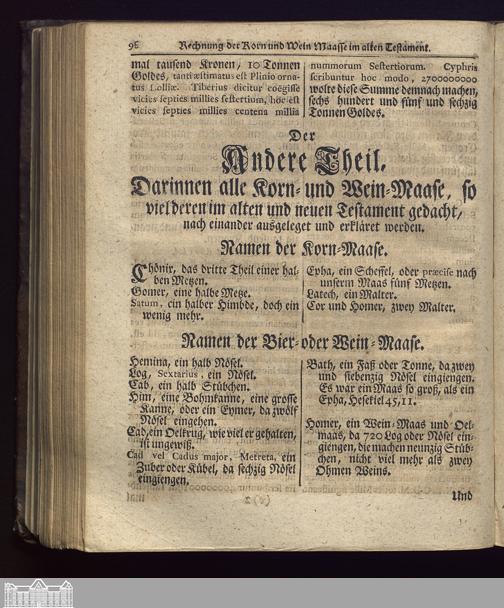 96 Rechnung der Korn und Wein Maasse im alten Testament.
mal tausend Kronen, 10 Tonnen
Goldes, tanti æstimatus est Plinio orna-
tus Lolliæ. Tiberius dicitur coëgisse
vicies septies millies sestertium, hoc est
vicies septies millies centena millia
nummorum Sestertiorum. Cyphris
scribuntur hoc modo, 2700000000
wolte diese Summe demnach machen,
sechs hundert und fünf und sechzig
Tonnen Goldes.
Der
Andere Theil.
Darinnen alle Korn- und Wein-Maase, so
viel deren im alten und neuen Testament gedacht,
nach einander ausgeleget und erkläret werden.
Namen der Korn-Maase.
Chönix, das dritte Theil einer hal-
ben Metzen.
Gomer, eine halbe Metze.
Satum, ein halber Himbde, doch ein
wenig mehr.
Epha, ein Scheffel, oder præcise nach
unserm Maas fünf Metzen.
Latech, ein Malter.
Cor und Homer, zwey Malter.
Namen der Bier- oder Wein-Maase.
Hemina, ein halb Nösel.
Log, Sextarius, ein Nösel.
Cab, ein halb Stübchen.
Hin, eine Bohnkanne, eine grosse
Kanne, oder ein Eymer, da zwölf
Nösel eingehen.
Cad, ein Oelkrug, wie viel er gehalten,
ist ungewiß.
Cad vel Cadus major, Metreta, ein
Zuber oder Kübel, da sechzig Nösel
eingiengen.
Bath, ein Faß oder Tonne, da zwey
und siebenzig Nösel eingiengen.
Es war ein Maas so groß, als ein
Epha, Hesekiel 45, 11.
Homer, ein Wein-Maas und Oel-
maas, da 720 Log oder Nösel ein-
giengen, die machen neunzig Stüb-
chen, nicht viel mehr als zwey
Ohmen Weins.
Und